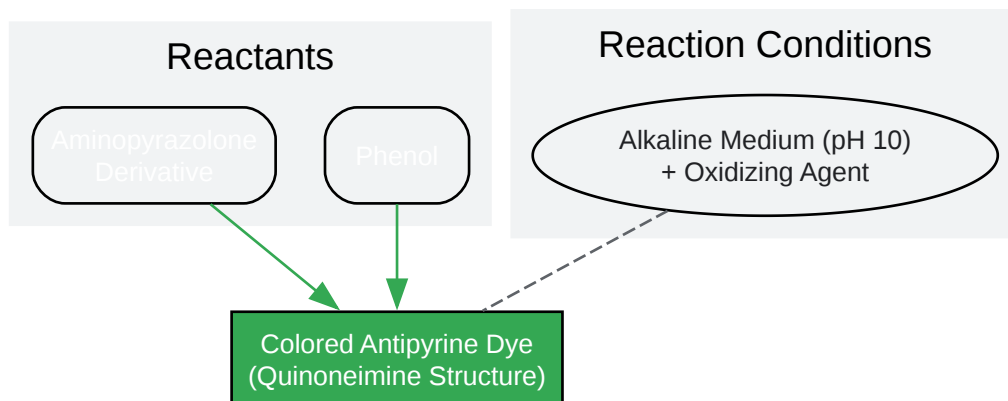 Reactants
Reaction Conditions
Aminopyrazolone
Derivative
Phenol
Alkaline Medium (pH 10)
+ Oxidizing Agent
Colored Antipyrine Dye
(Quinoneimine Structure)